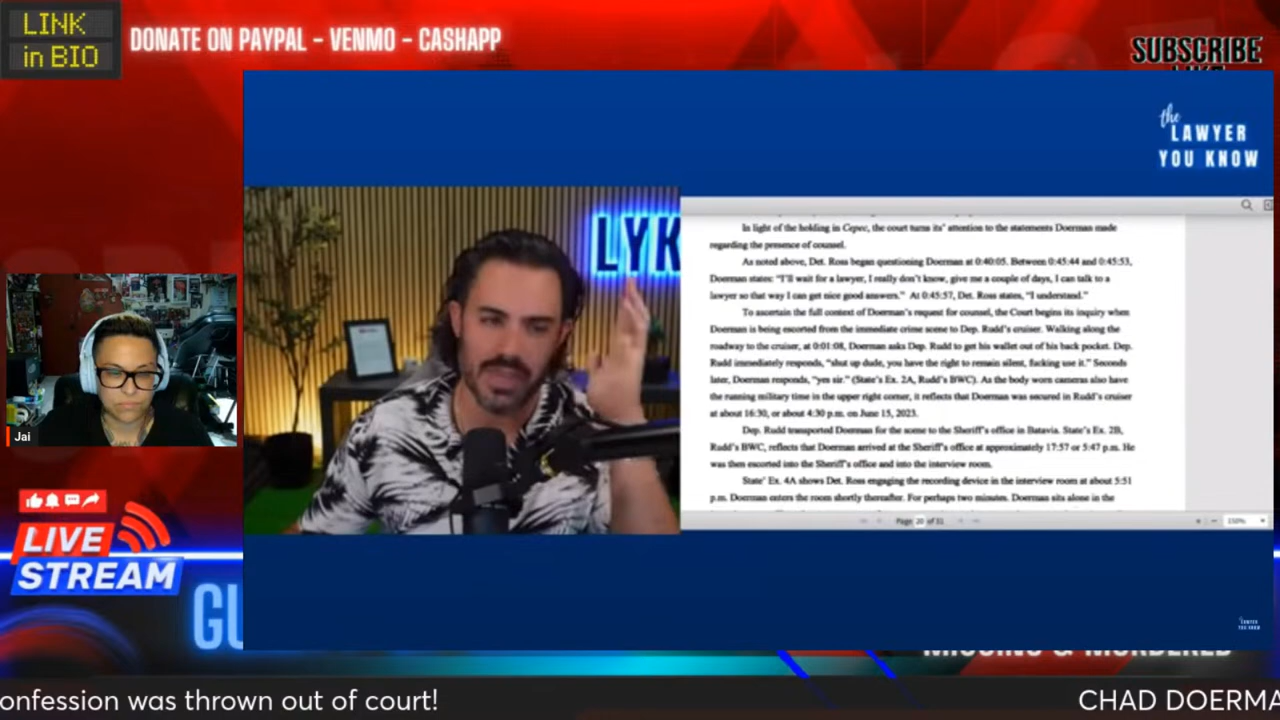 LINK
in BIO
DONATE ON PAYPAL - VENMO - CASHAPP
SUBSCRIBE
the
LAWYER
YOU KNOW
LYK
In light of the holding in Cepec, the court turns its' attention to the statements Doerman made
regarding the presence of counsel.
As noted above, Det. Ross began questioning Doerman at 0:40:05. Between 0:45:44 and 0:45:53,
Doerman states: "I'll wait for a lawyer, I really don't know, give me a couple of days, I can talk to a
lawyer so that way I can get nice good answers." At 0:45:57, Det. Ross states, "I understand."
To ascertain the full context of Doerman's request for counsel, the Court begins its inquiry when
Doerman is being escorted from the immediate crime scene to Dep. Rudd's cruiser. Walking along the
roadway to the cruiser, at 0:01:08, Doerman asks Dep. Rudd to get his wallet out of his back pocket. Dep.
Rudd immediately responds, "shut up dude, you have the right to remain silent, fucking use it." Seconds
later, Doerman responds, "yes sir." (State's Ex. 2A, Rudd's BWC). As the body worn cameras also have
the running military time in the upper right corner, it reflects that Doerman was secured in Rudd's cruiser
at about 16:30, or about 4:30 p.m. on June 15, 2023.
Dep. Rudd transported Doerman for the scene to the Sheriff's office in Batavia. State's Ex. 2B,
Rudd's BWC, reflects that Doerman arrived at the Sheriff's office at approximately 17:57 or 5:47 p.m. He
was then escorted into the Sheriff's office and into the interview room.
State' Ex. 4A shows Det. Ross engaging the recording device in the interview room at about 5:51
p.m. Doerman enters the room shortly thereafter. For perhaps two minutes. Doerman sits alone in the
Page 20 of 31
150%
Jai
LIVE
STREAM
GU
MISSING & MURDERED
the
LAWYER
YOU KNOW
onfession was thrown out of court!
CHAD DOERMA